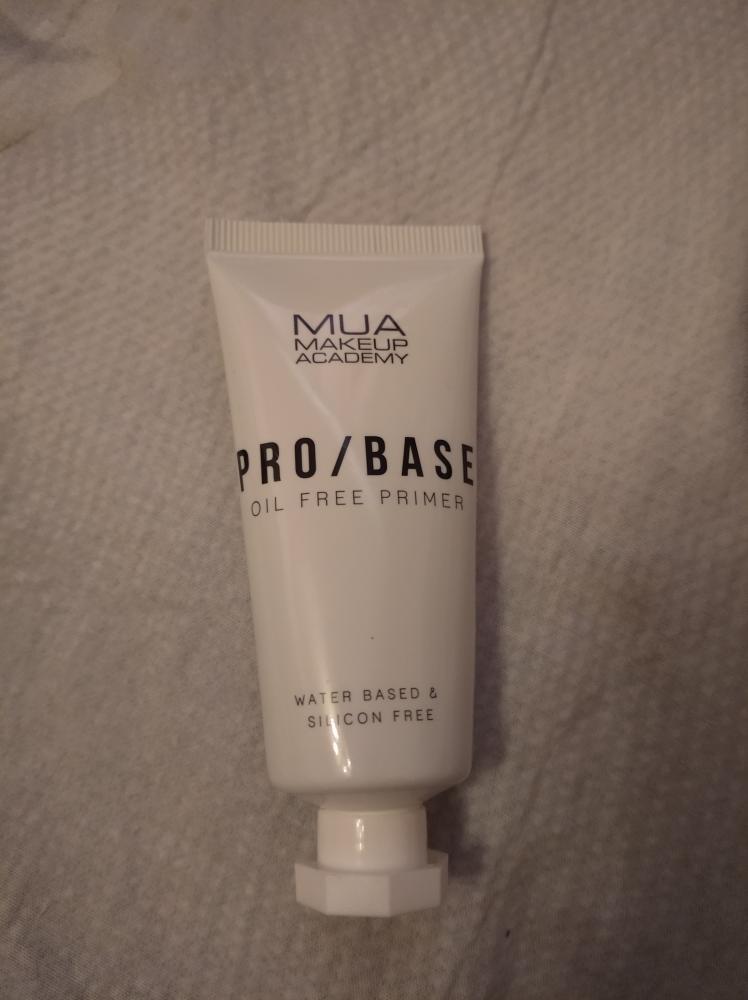 MUA
MAKEUP
ACADEMY
PRO/BASE
OIL FREE PRIMER
WATER BASED &
SILICON FREE